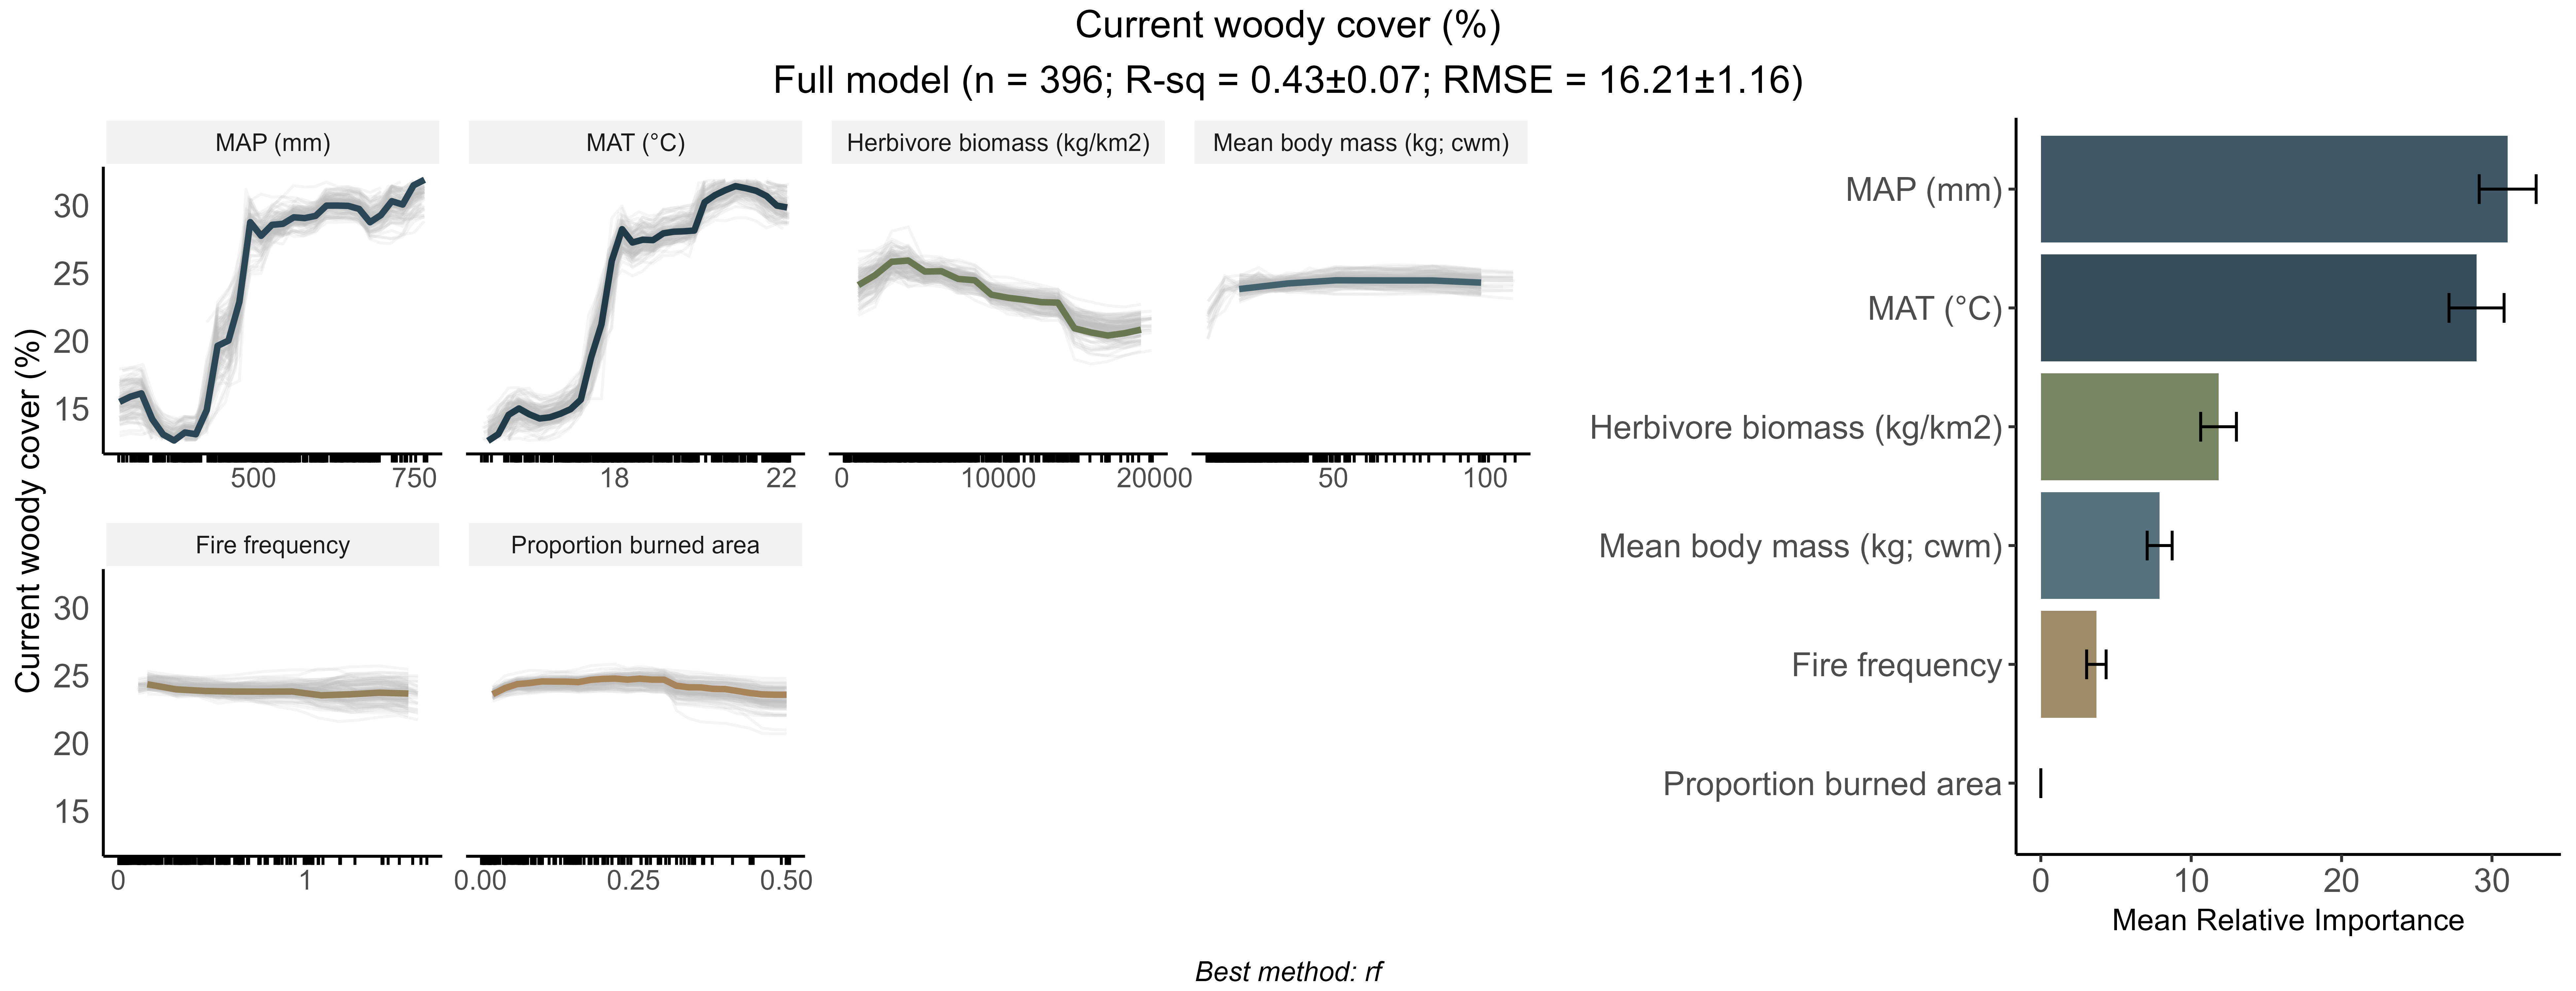 Current woody cover (%)
Full model (n = 396; R-sq = 0.43±0.07; RMSE = 16.21±1.16)
MAP (mm)
MAT (°C)
Herbivore biomass (kg/km2)
Mean body mass (kg; cwm)
Current woody cover (%)
30
25
20
15
500
750
18
22
0
10000
20000
50
100
Fire frequency
Proportion burned area
30
25
20
15
0
1
0.00
0.25
0.50
MAP (mm)
MAT (°C)
Herbivore biomass (kg/km2)
Mean body mass (kg; cwm)
Fire frequency
Proportion burned area
0
10
20
30
Mean Relative Importance
Best method: rf